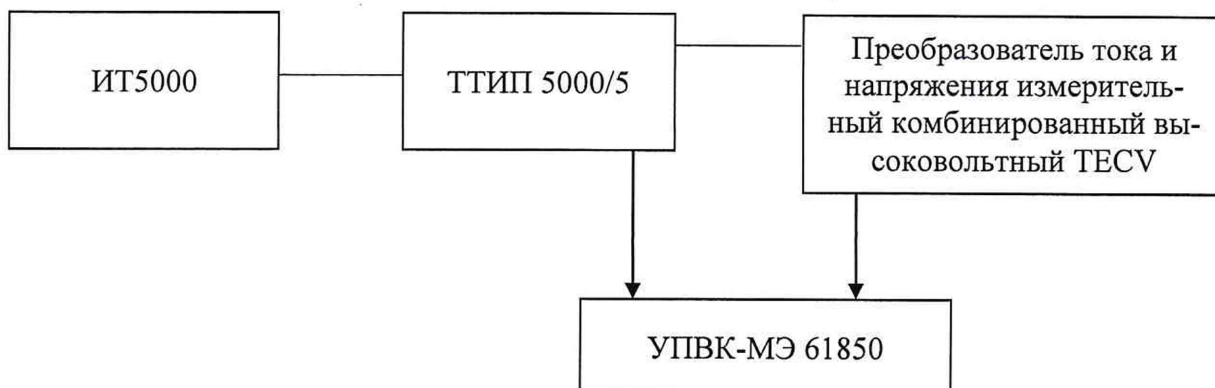 ИТ5000
ТТИП 5000/5
Преобразователь тока и
напряжения измеритель-
ный комбинированный вы-
соковольтный TECV
УПВК-МЭ 61850